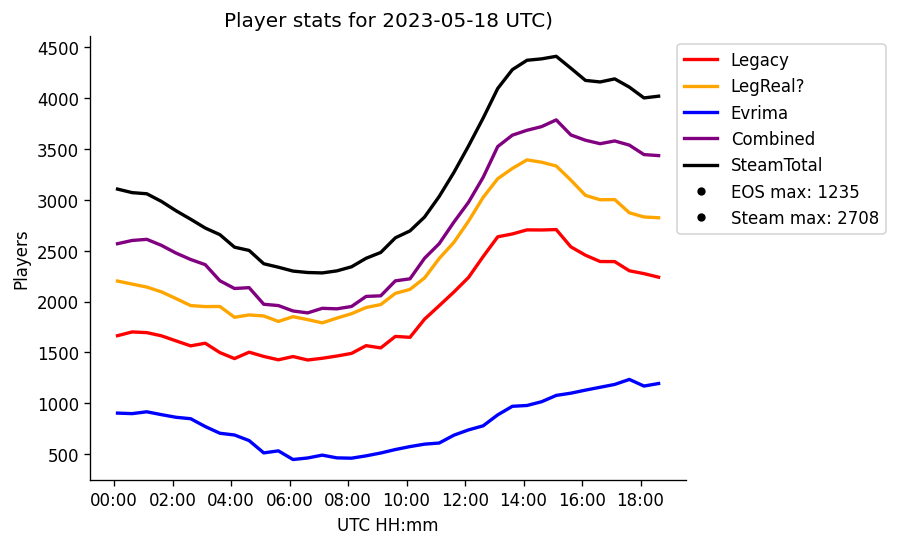 Player stats for 2023-05-18 UTC)
Players
4500
4000
3500
3000
2500
2000
1500
1000
500
00:00 02:00 04:00 06:00 08:00 10:00 12:00 14:00 16:00 18:00
UTC HH:mm
Legacy
LegReal?
Evrima
Combined
SteamTotal
EOS max: 1235
Steam max: 2708